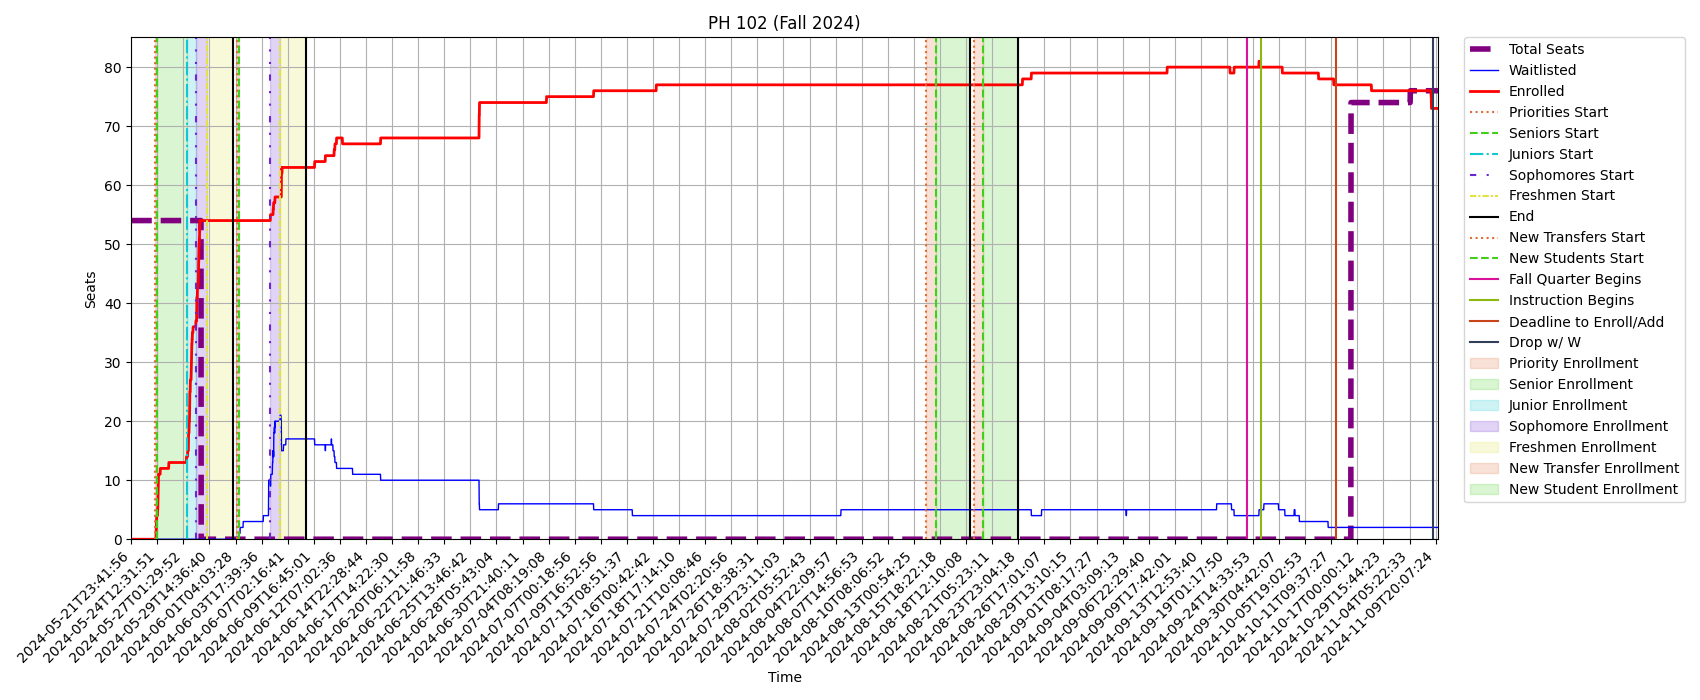 PH 102 (Fall 2024)
Seats
80
70
60
50
40
30
20
10
0
2024-05-21T23:41:56
2024-05-24T12:31:51
2024-05-27T01:29:52
2024-05-29T14:36:40
2024-06-01T04:03:28
2024-06-03T17:39:36
2024-06-07T02:16:41
2024-06-09T16:45:01
2024-06-12T07:02:36
2024-06-14T22:28:44
2024-06-17T14:22:30
2024-06-20T06:11:58
2024-06-22T21:46:33
2024-06-25T13:46:42
2024-06-28T05:43:04
2024-06-30T21:40:11
2024-07-04T08:19:08
2024-07-07T00:18:56
2024-07-09T16:52:56
2024-07-13T08:51:37
2024-07-16T00:42:42
2024-07-18T17:14:10
2024-07-21T10:08:46
2024-07-24T02:20:56
2024-07-26T18:38:31
2024-07-29T23:11:03
2024-08-02T05:52:43
2024-08-04T22:09:57
2024-08-07T14:56:53
2024-08-10T08:06:52
2024-08-13T00:54:25
2024-08-15T18:22:18
2024-08-18T12:10:08
2024-08-21T05:23:11
2024-08-23T23:04:18
2024-08-26T17:01:07
2024-08-29T13:10:15
2024-09-01T08:17:27
2024-09-04T03:09:13
2024-09-06T22:29:40
2024-09-09T17:42:01
2024-09-13T12:53:40
2024-09-19T01:17:50
2024-09-24T14:33:53
2024-09-30T04:42:07
2024-10-05T19:02:53
2024-10-11T09:37:27
2024-10-17T00:00:12
2024-10-29T15:44:23
2024-11-04T05:22:33
2024-11-09T20:07:24
Time
Total Seats
Waitlisted
Enrolled
Priorities Start
Seniors Start
Juniors Start
Sophomores Start
Freshmen Start
End
New Transfers Start
New Students Start
Fall Quarter Begins
Instruction Begins
Deadline to Enroll/Add
Drop w/ W
Priority Enrollment
Senior Enrollment
Junior Enrollment
Sophomore Enrollment
Freshmen Enrollment
New Transfer Enrollment
New Student Enrollment